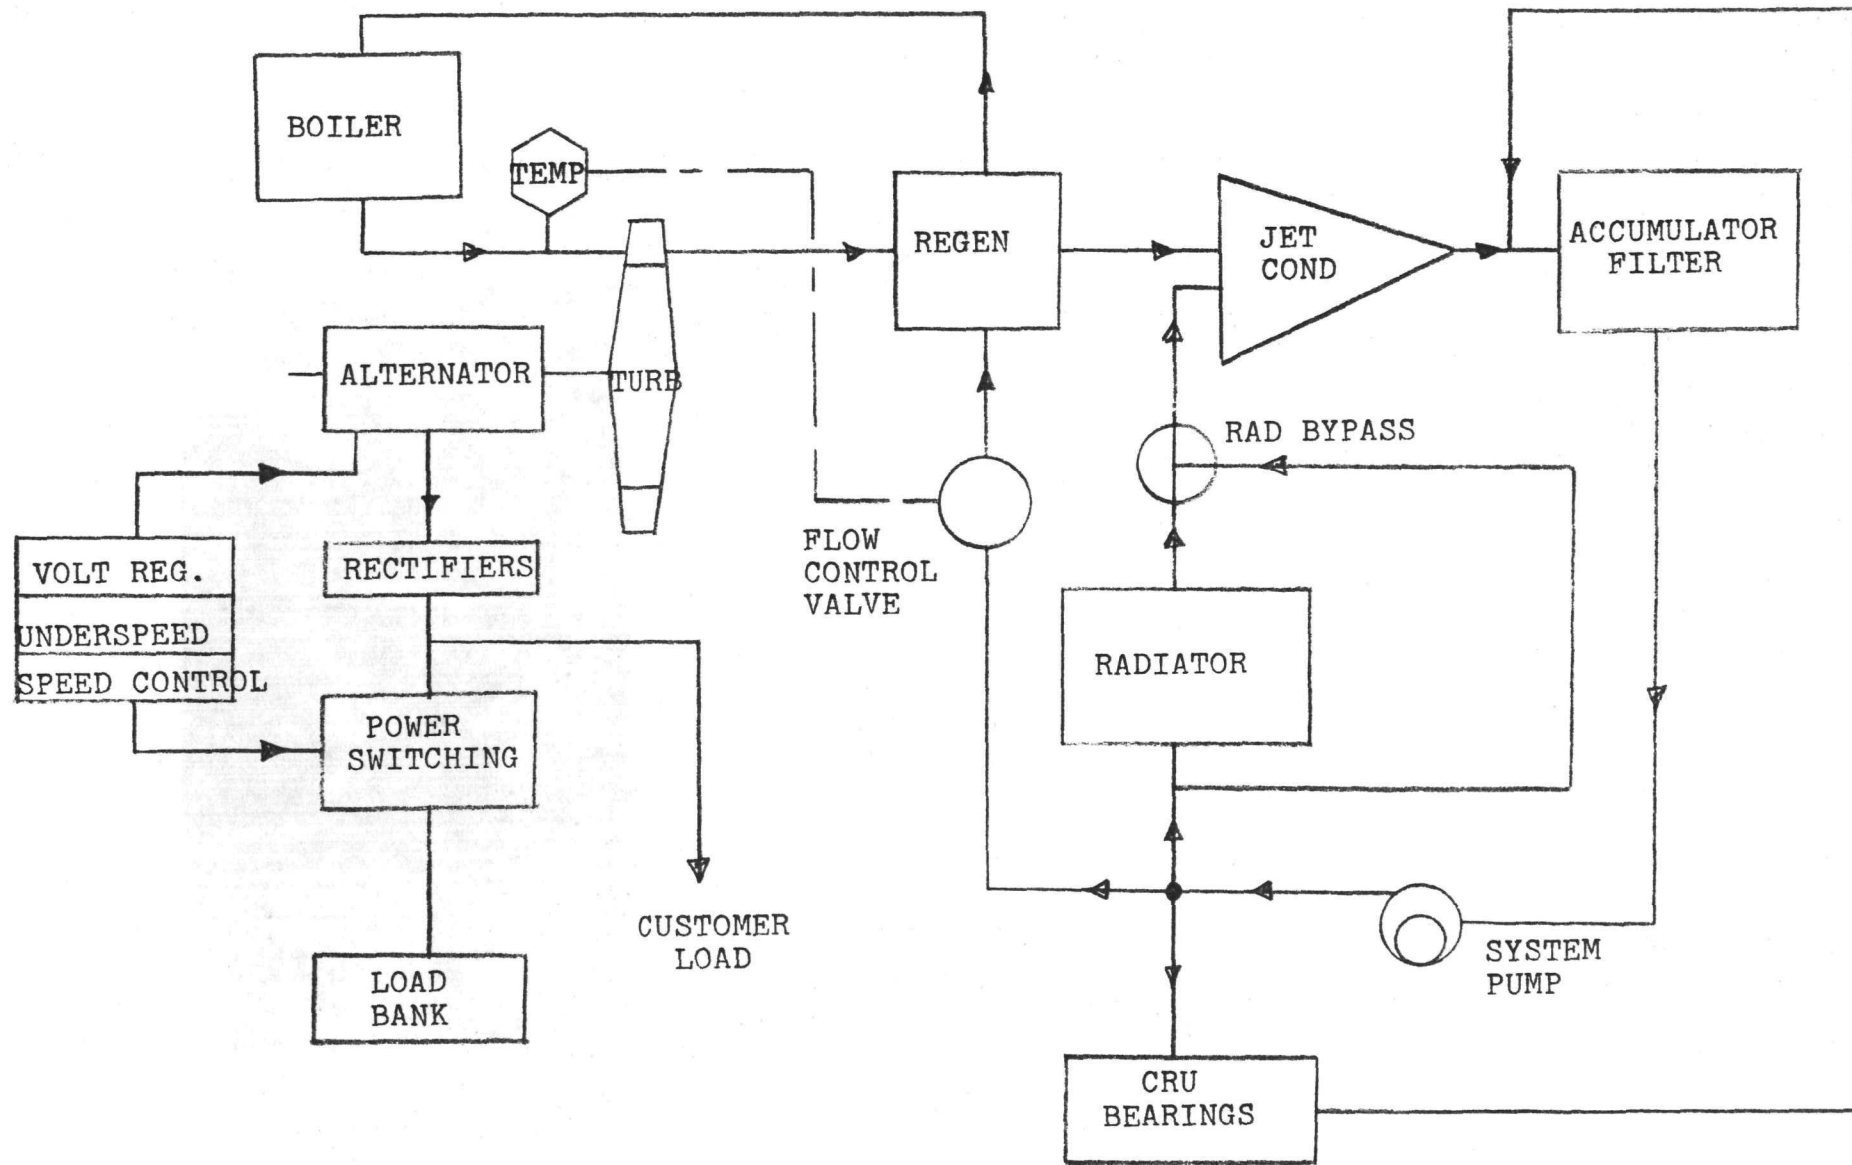 BOILER
TEMP
REGEN
JET
COND
ACCUMULATOR
FILTER
ALTERNATOR
TURB
RAD BYPASS
VOLT REG.
UNDERSPEED
SPEED CONTROL
RECTIFIERS
FLOW
CONTROL
VALVE
RADIATOR
POWER
SWITCHING
CUSTOMER
LOAD
SYSTEM
PUMP
LOAD
BANK
CRU
BEARINGS